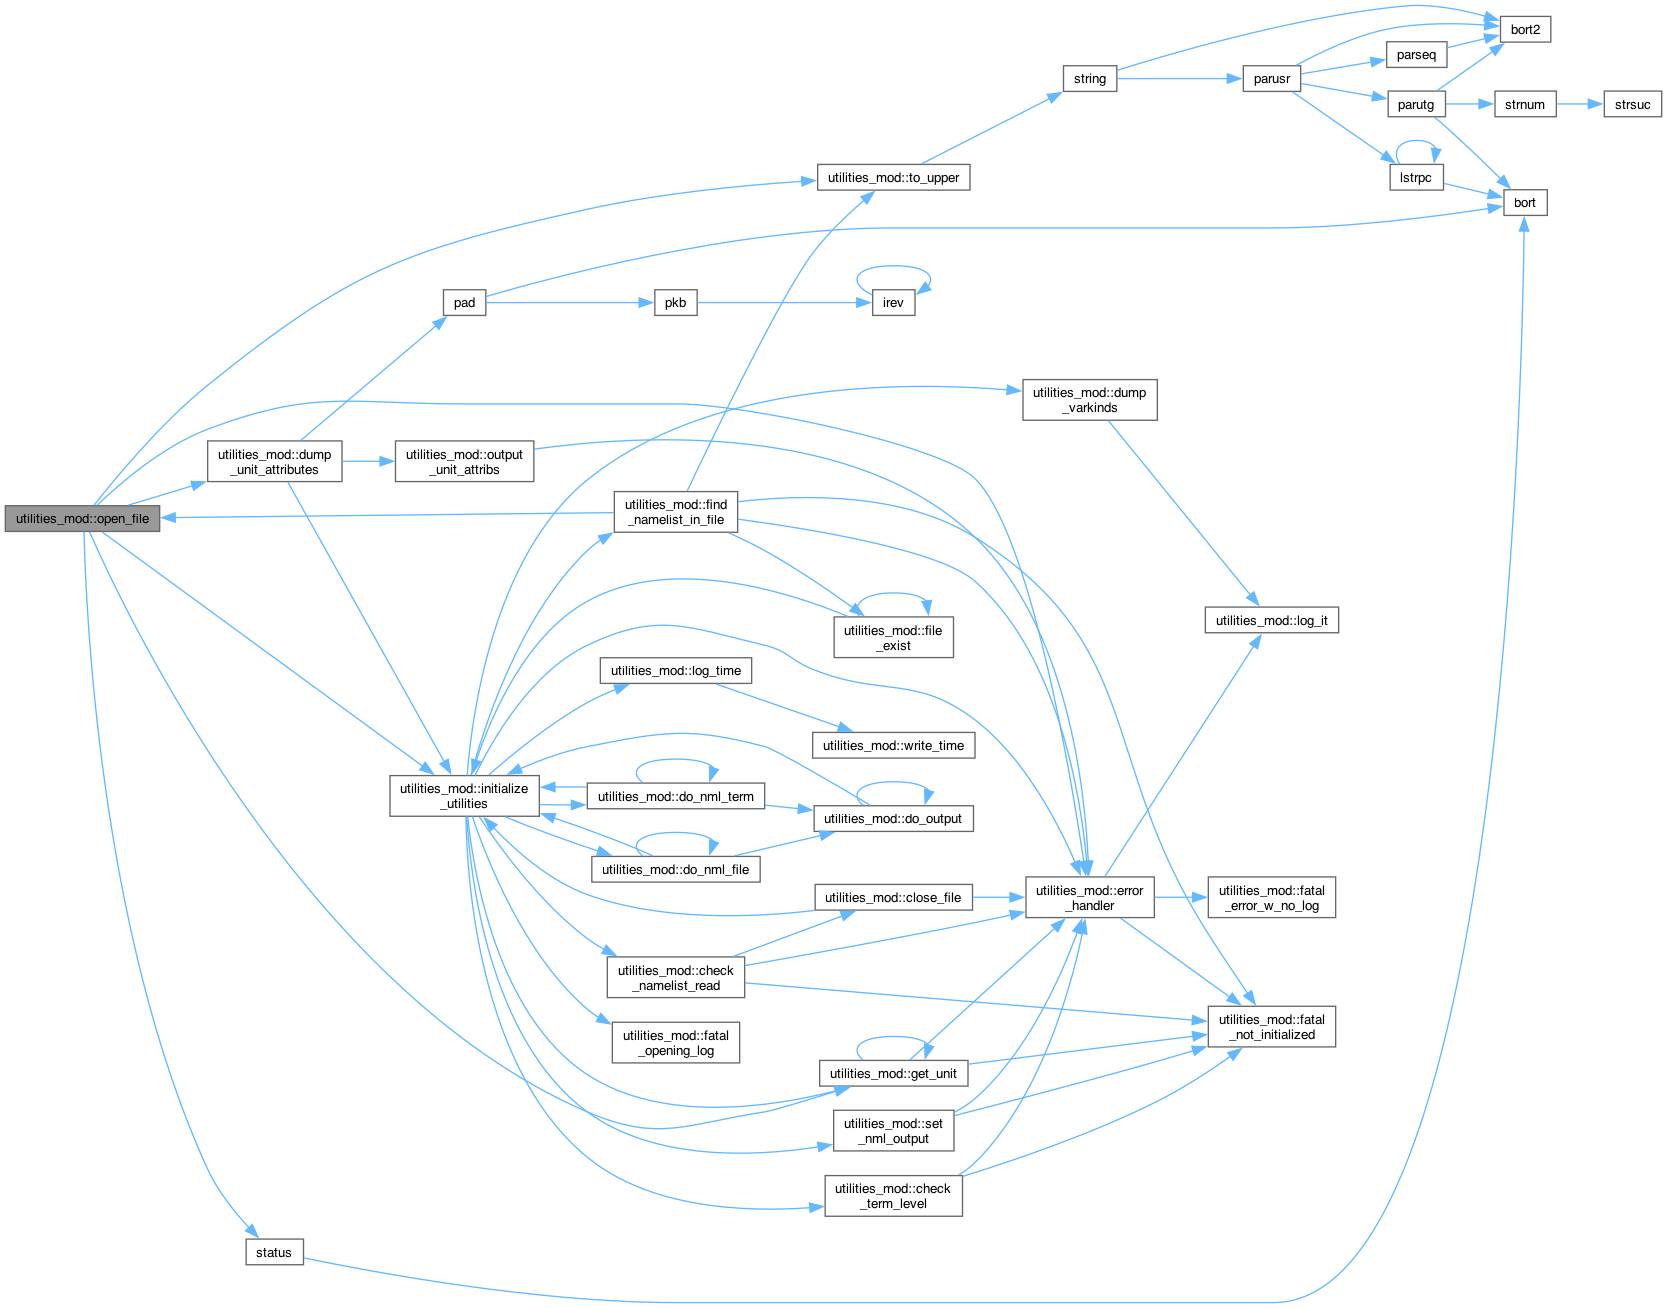 bort2
parseq
string
parusr
parutg
strnum
strsuc
utilities_mod::to_upper
lstrpc
bort
pad
pkb
irev
utilities_mod::dump
_varkinds
utilities_mod::dump
_unit_attributes
utilities_mod::output
_unit_attribs
utilities_mod::open_file
utilities_mod::find
_namelist_in_file
utilities_mod::log_it
utilities_mod::file
_exist
utilities_mod::log_time
utilities_mod::write_time
utilities_mod::initialize
_utilities
utilities_mod::do_nml_term
utilities_mod::do_output
utilities_mod::do_nml_file
utilities_mod::close_file
utilities_mod::error
_handler
utilities_mod::fatal
_error_w_no_log
utilities_mod::check
_namelist_read
utilities_mod::fatal
_opening_log
utilities_mod::fatal
_not_initialized
utilities_mod::get_unit
utilities_mod::set
_nml_output
utilities_mod::check
_term_level
status